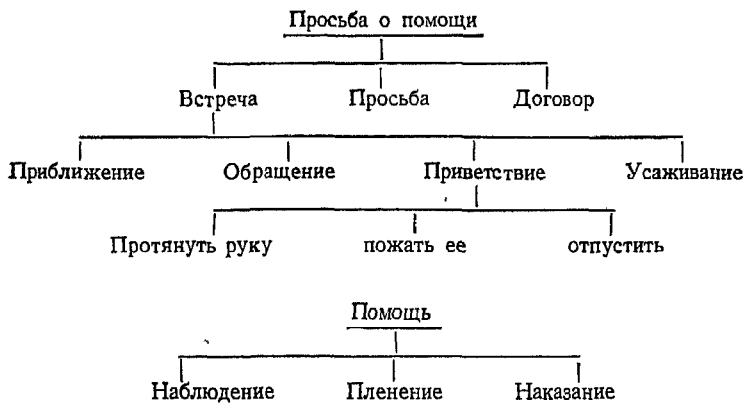 Просьба о помощи
Встреча Просьба Договор
Приближение Обращение Приветствие Усаживание
Протянуть руку пожать ее отпустить
Помощь
Наблюдение Пленение Наказание